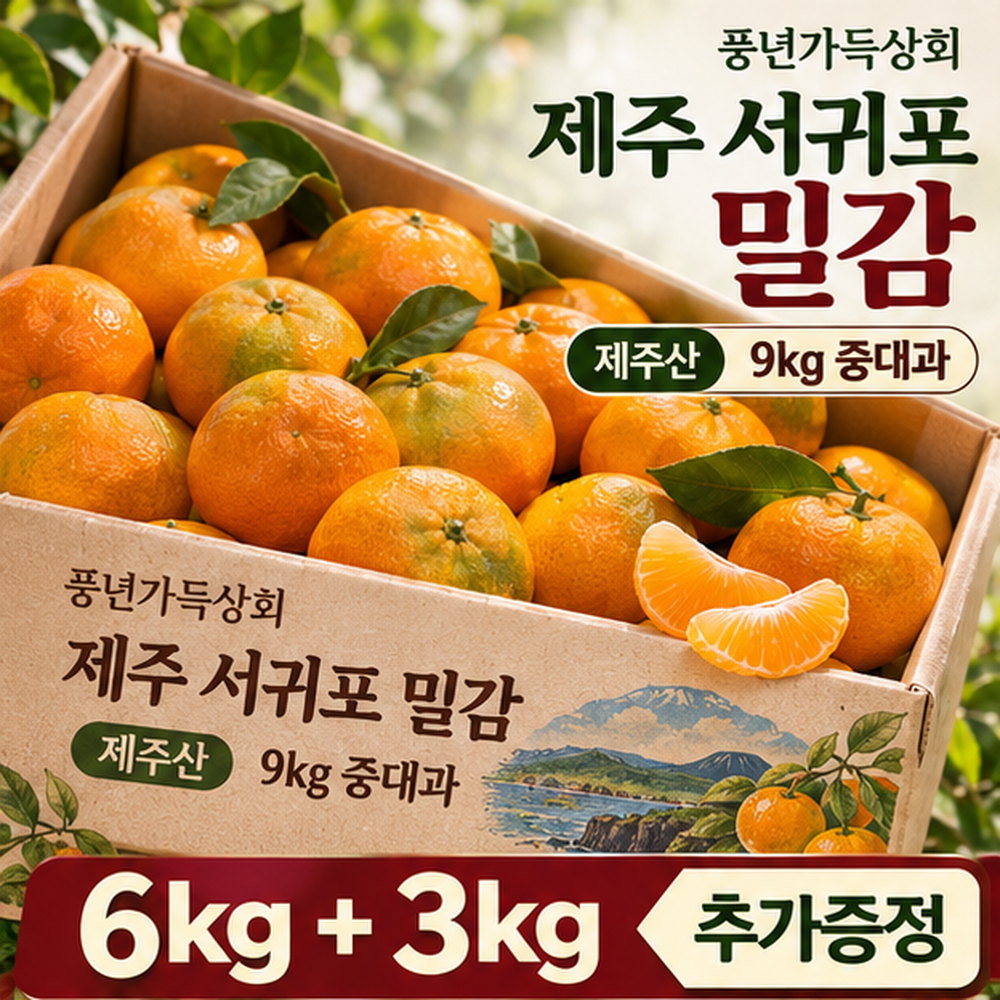 풍년가득상회
제주 서귀포
밀감
제주산 9kg 중대과
풍년가득상회
제주 서귀포 밀감
제주산 9kg 중대과
6kg + 3kg 추가증정